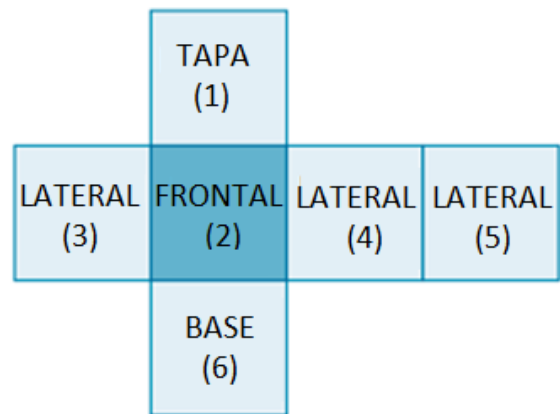 TAPA
(1)
LATERAL
(3)
FRONTAL
(2)
LATERAL
(4)
LATERAL
(5)
BASE
(6)